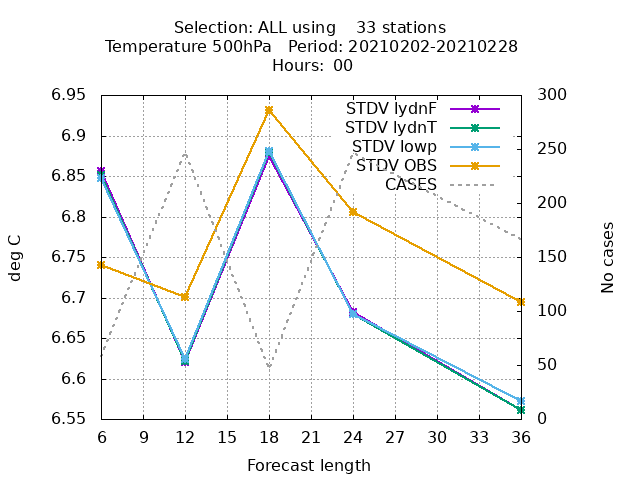 Selection: ALL using    33 stations
Temperature 500hPa   Period: 20210202-20210228
Hours:  00
6.95
6.9
6.85
6.8
6.75
6.7
6.65
6.6
6.55
300
250
200
150
100
50
0
STDV lydnF
STDV lydnT
STDV lowp
STDV OBS
CASES
deg C
No cases
6 9 12 15 18 21 24 27 30 33 36
Forecast length